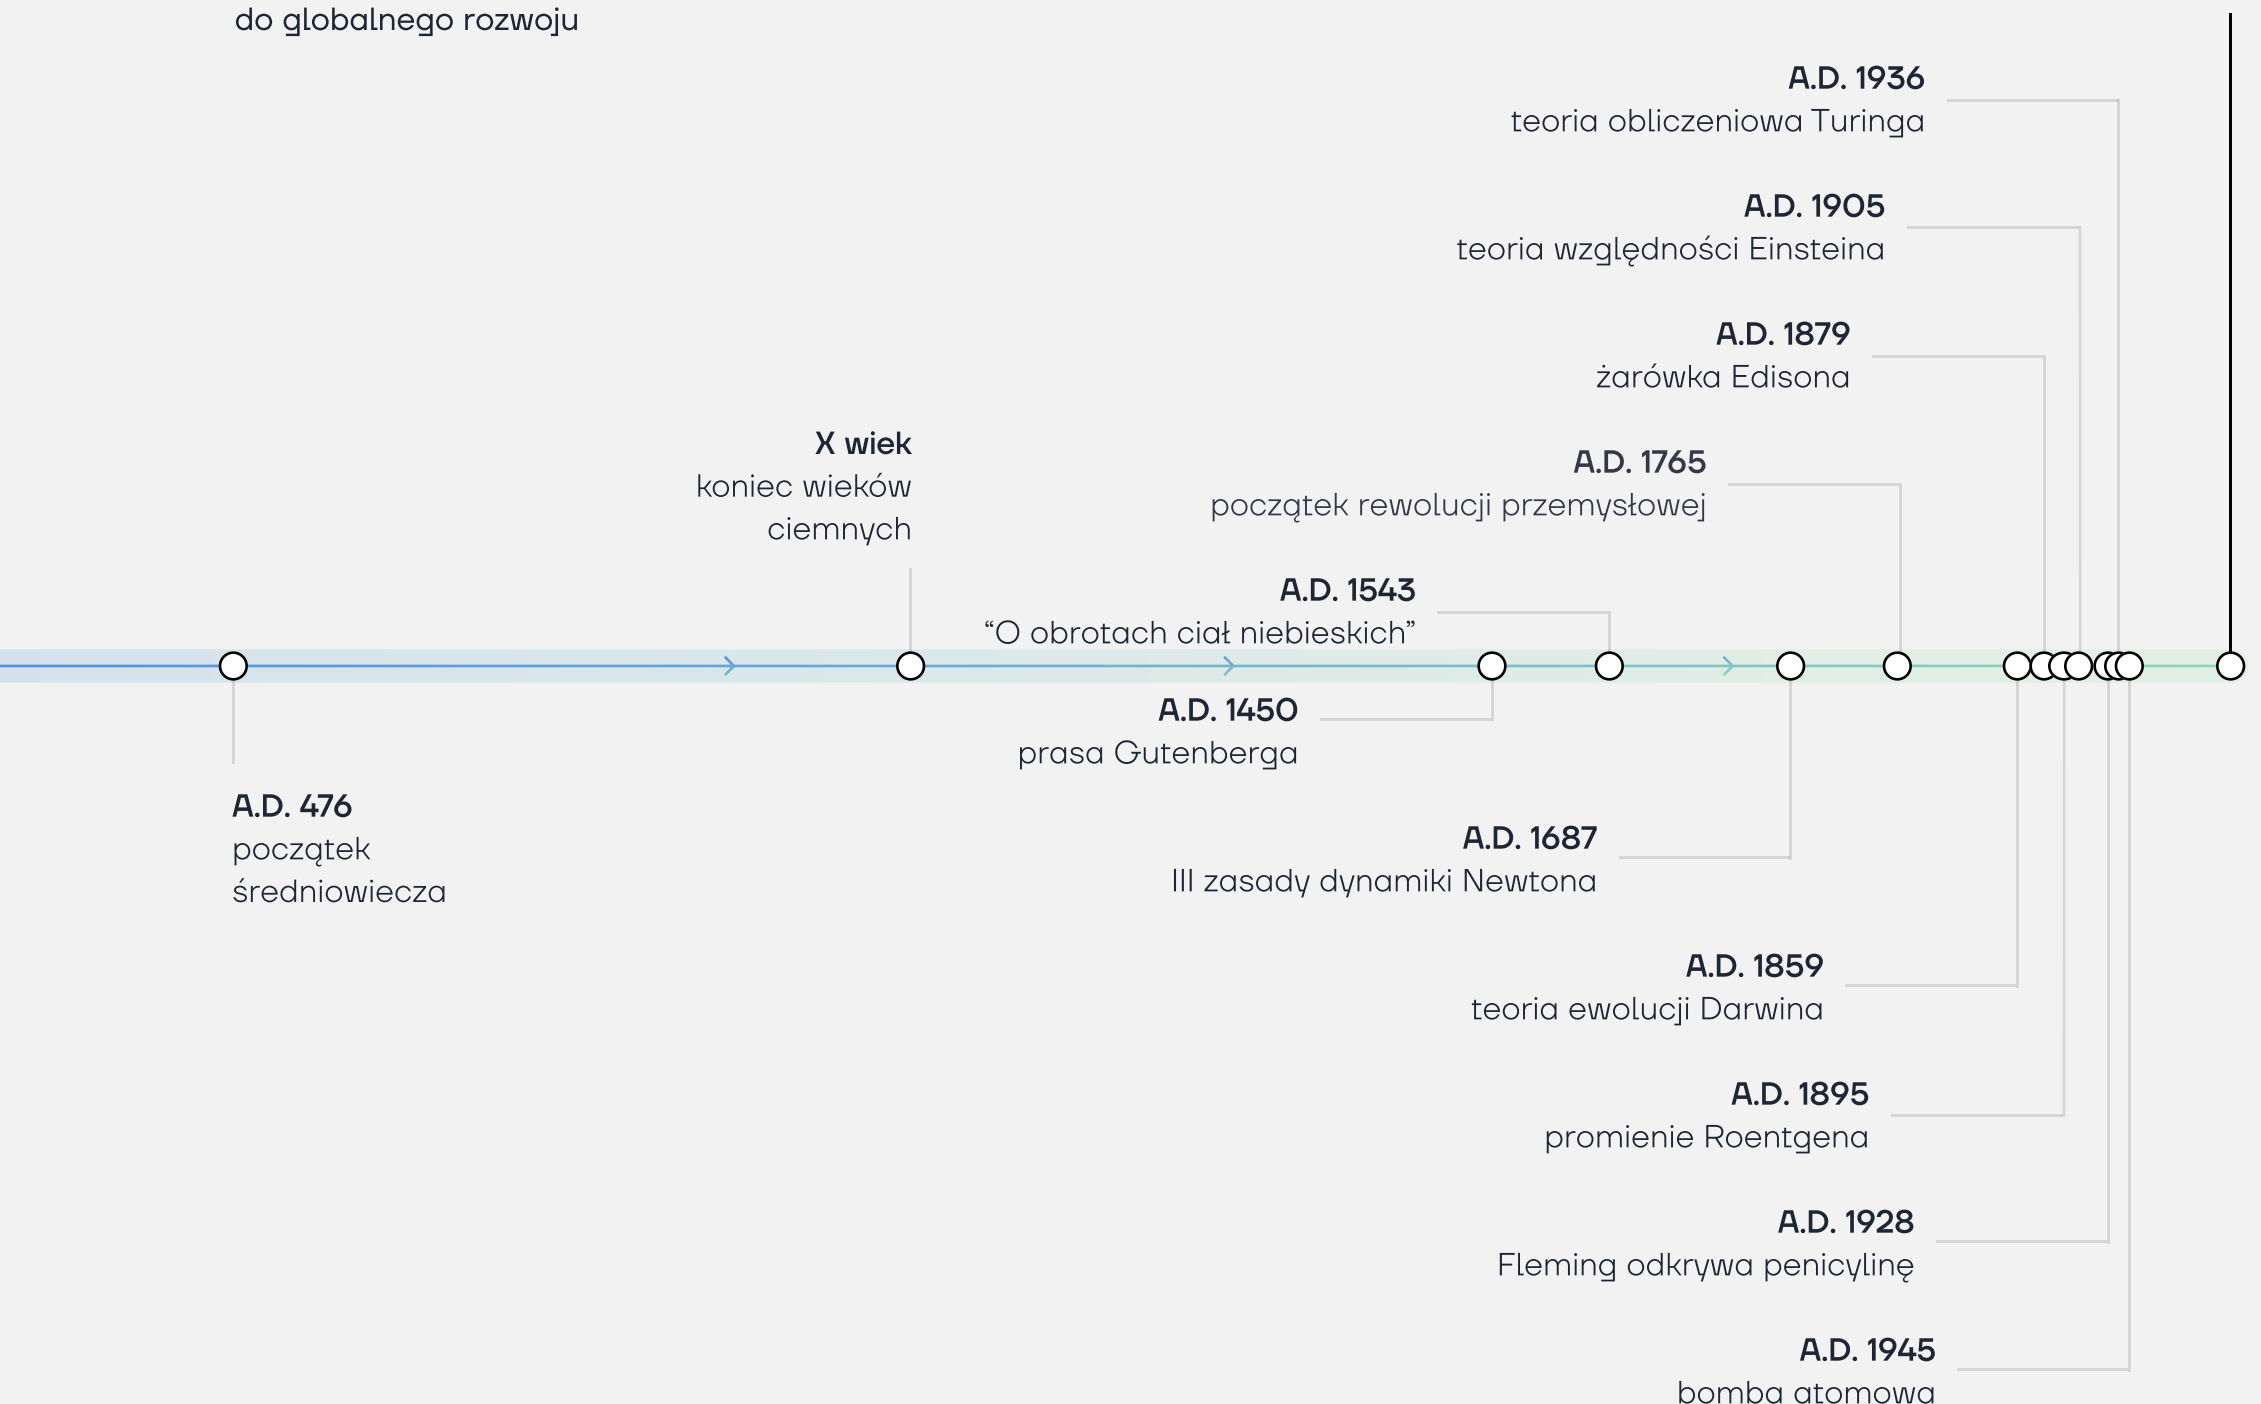 do globalnego rozwoju
A.D. 1936
teoria obliczeniowa Turinga
A.D. 1905
teoria względności Einsteina
A.D. 1879
żarówka Edisona
X wiek
koniec wieków
ciemnych
A.D. 1765
początek rewolucji przemysłowej
A.D. 1543
“O obrotach ciał niebieskich”
A.D. 1450
prasa Gutenberga
A.D. 476
początek
średniowiecza
A.D. 1687
III zasady dynamiki Newtona
A.D. 1859
teoria ewolucji Darwina
A.D. 1895
promienie Roentgena
A.D. 1928
Fleming odkrywa penicylinę
A.D. 1945
bomba atomowa